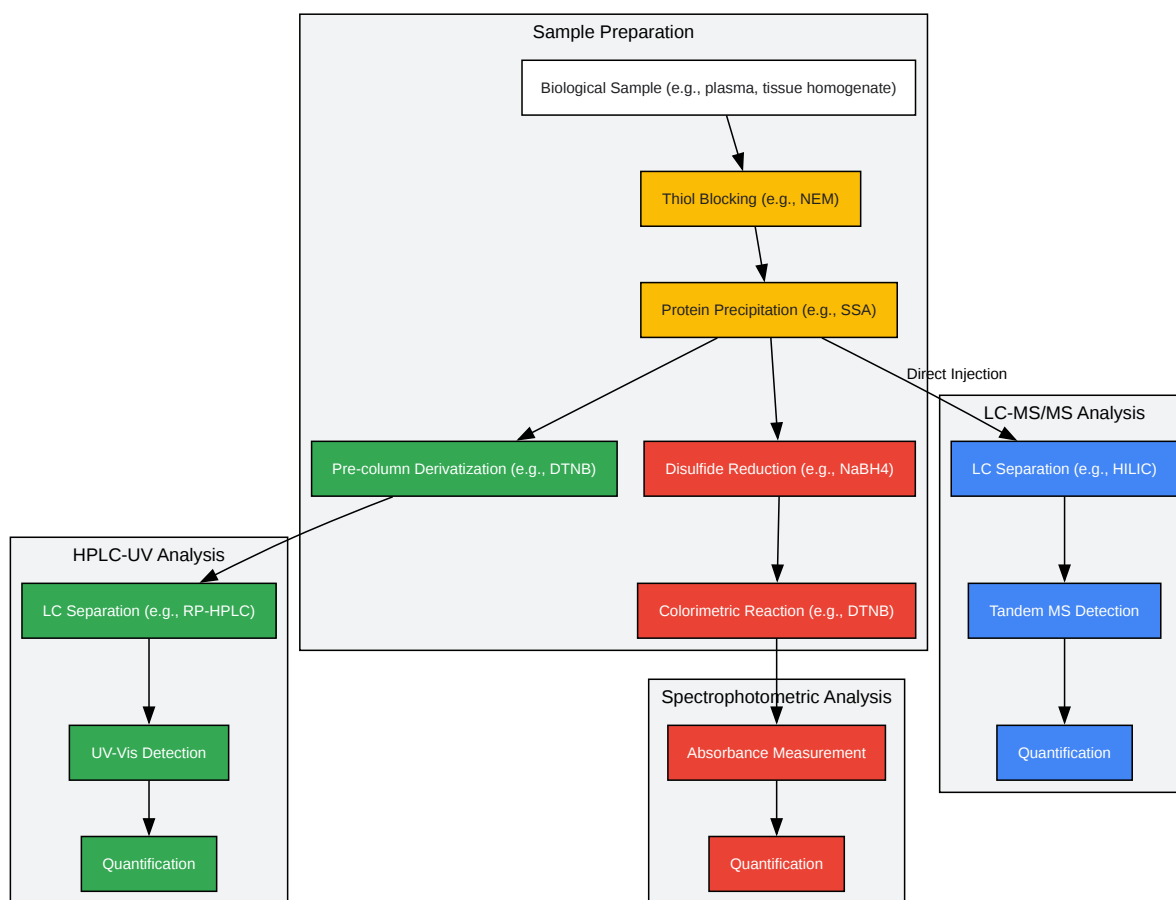 Sample Preparation
Biological Sample (e.g., plasma, tissue homogenate)
Thiol Blocking (e.g., NEM)
Protein Precipitation (e.g., SSA)
Direct Injection
Pre-column Derivatization (e.g., DTNB)
Disulfide Reduction (e.g., NaBH4)
Colorimetric Reaction (e.g., DTNB)
HPLC-UV Analysis
LC Separation (e.g., RP-HPLC)
UV-Vis Detection
Quantification
Spectrophotometric Analysis
Absorbance Measurement
Quantification
LC-MS/MS Analysis
LC Separation (e.g., HILIC)
Tandem MS Detection
Quantification